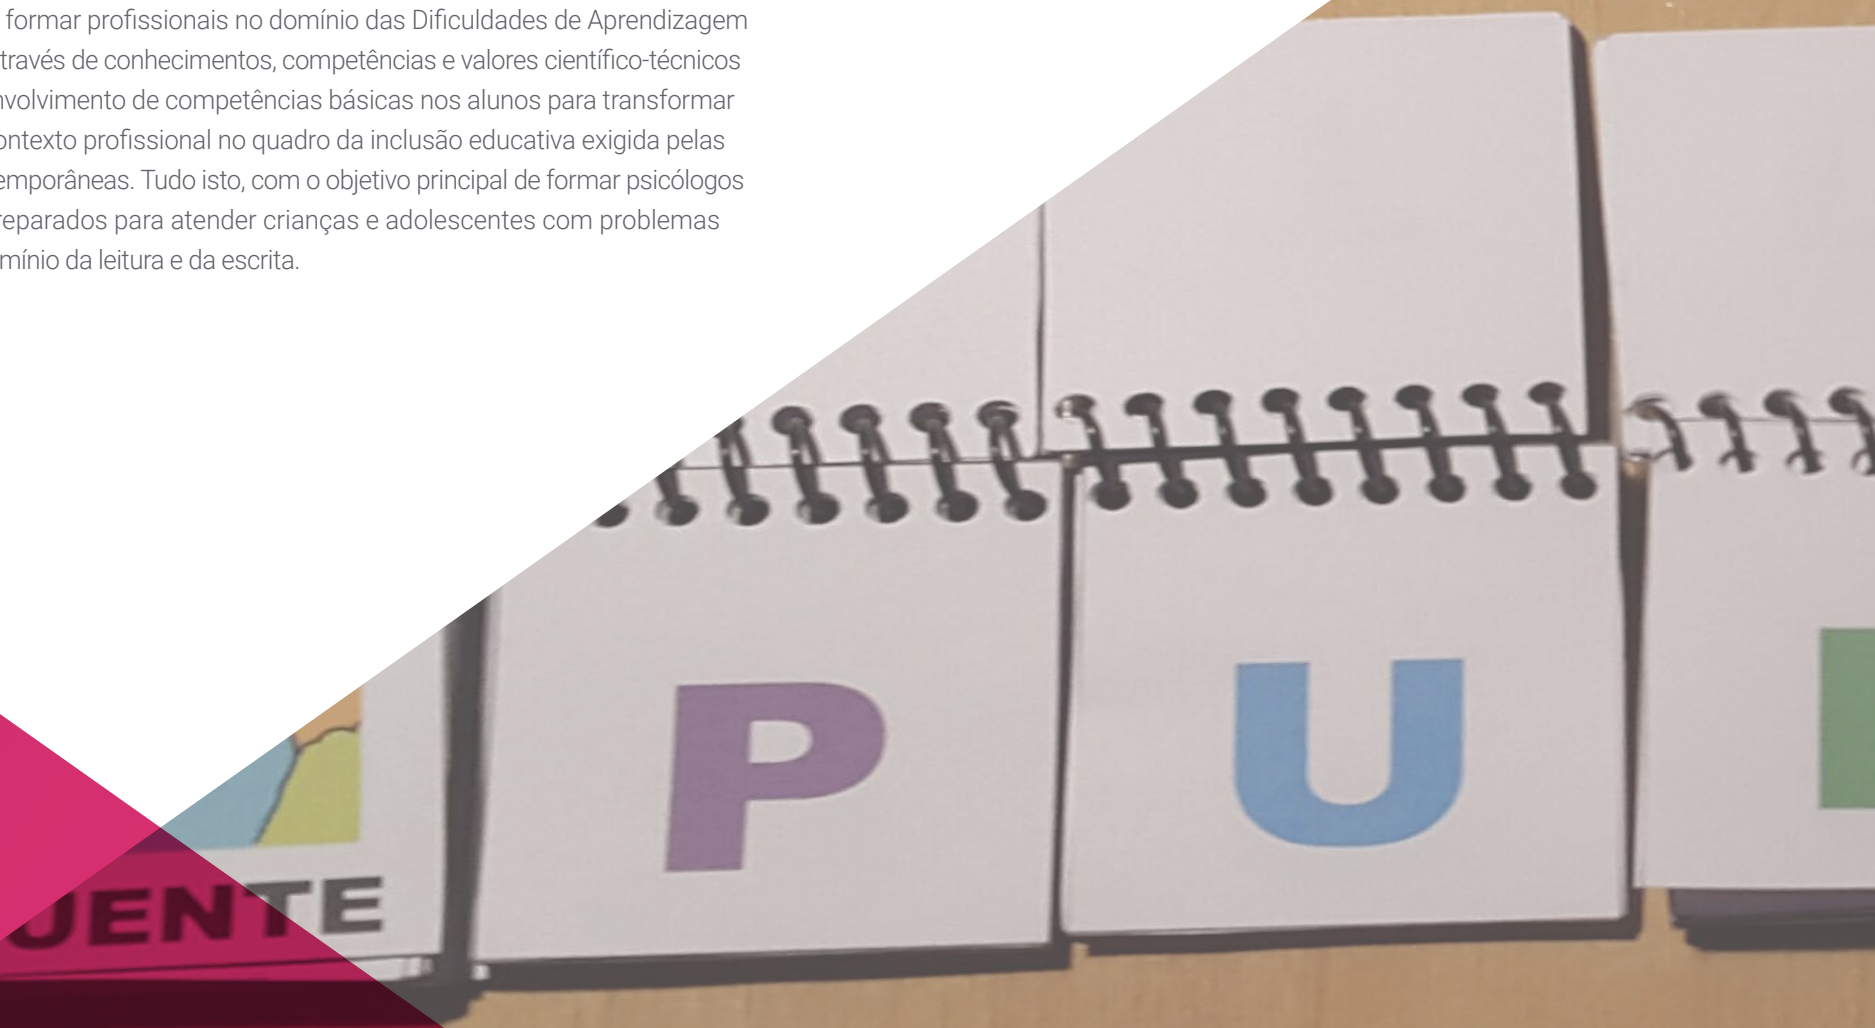 formar profissionais no domínio das Dificuldades de Aprendizagem
través de conhecimentos, competências e valores científico-técnicos
nvolvimento de competências básicas nos alunos para transformar
ontexto profissional no quadro da inclusão educativa exigida pelas
emporâneas. Tudo isto, com o objetivo principal de formar psicólogos
reparados para atender crianças e adolescentes com problemas
mínio da leitura e da escrita.
P U
UENTE